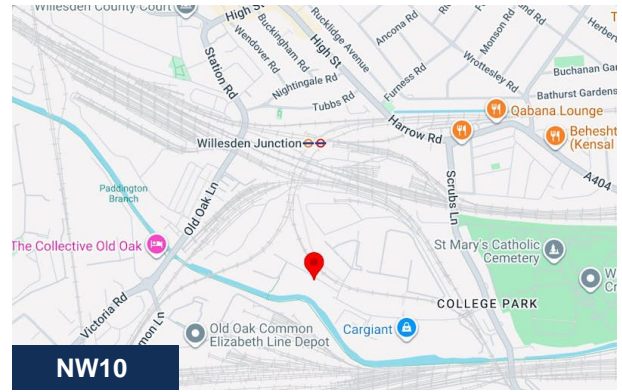 Willesden County Court
High St
Rucklidge Avenue
Ancona Rd
Monson Rd
Buckingham Rd
Wendover Rd
High St
Station Rd
Furness Rd
Wrottesley Rd
Buchanan Gar
Nightingale Rd
Bathurst Gardens
Tubbs Rd
Qabana Lounge
Harrow Rd
Willesden Junction
Behesht
(Kensal
A404
Scrubs Ln
Paddington
Branch
Old Oak Ln
The Collective Old Oak
St Mary's Catholic
Cemetery
COLLEGE PARK
Victoria Rd
Old Oak Common
Elizabeth Line Depot
Cargiant
NW10